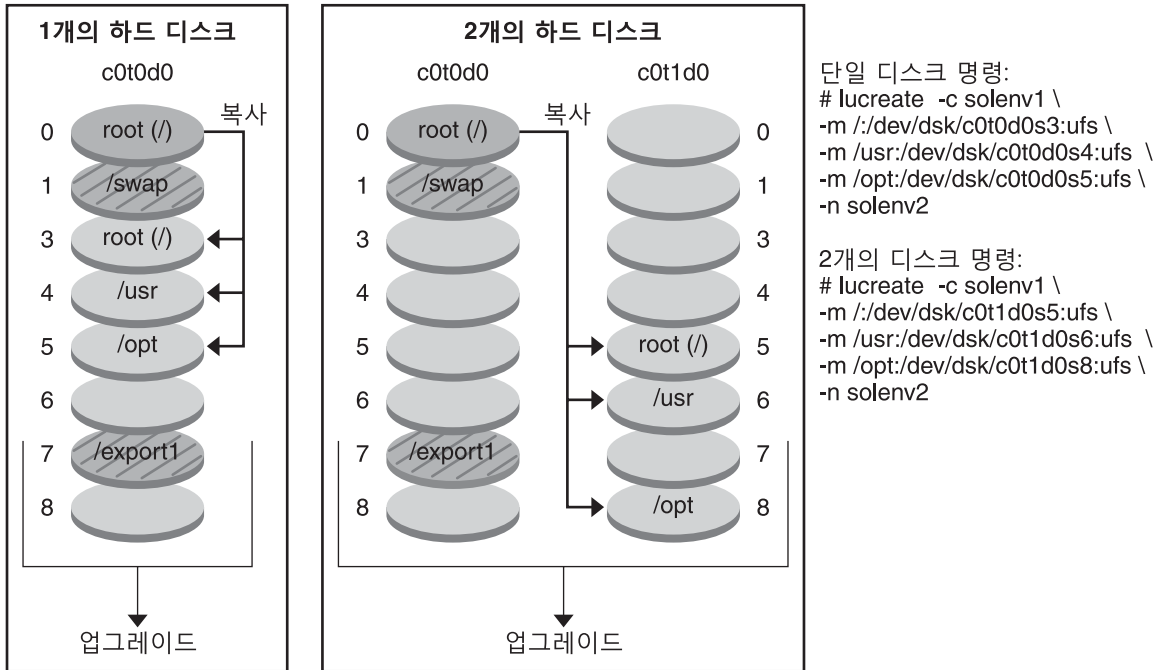 1개의 하드 디스크
c0t0d0
복사
0 root (/)
1 /swap
3 root (/)
4 /usr
5 /opt
6
7 /export1
8
업그레이드
2개의 하드 디스크
c0t0d0 c0t1d0
복사
0 root (/) 0
1 /swap 1
3 3
4 4
5 root (/) 5
6 /usr 6
7 /export1 7
8 /opt 8
업그레이드
단일 디스크 명령:
# lucreate -c solenv1 \
-m /:/dev/dsk/c0t0d0s3:ufs \
-m /usr:/dev/dsk/c0t0d0s4:ufs \
-m /opt:/dev/dsk/c0t0d0s5:ufs \
-n solenv2
2개의 디스크 명령:
# lucreate -c solenv1 \
-m /:/dev/dsk/c0t1d0s5:ufs \
-m /usr:/dev/dsk/c0t1d0s6:ufs \
-m /opt:/dev/dsk/c0t1d0s8:ufs \
-n solenv2